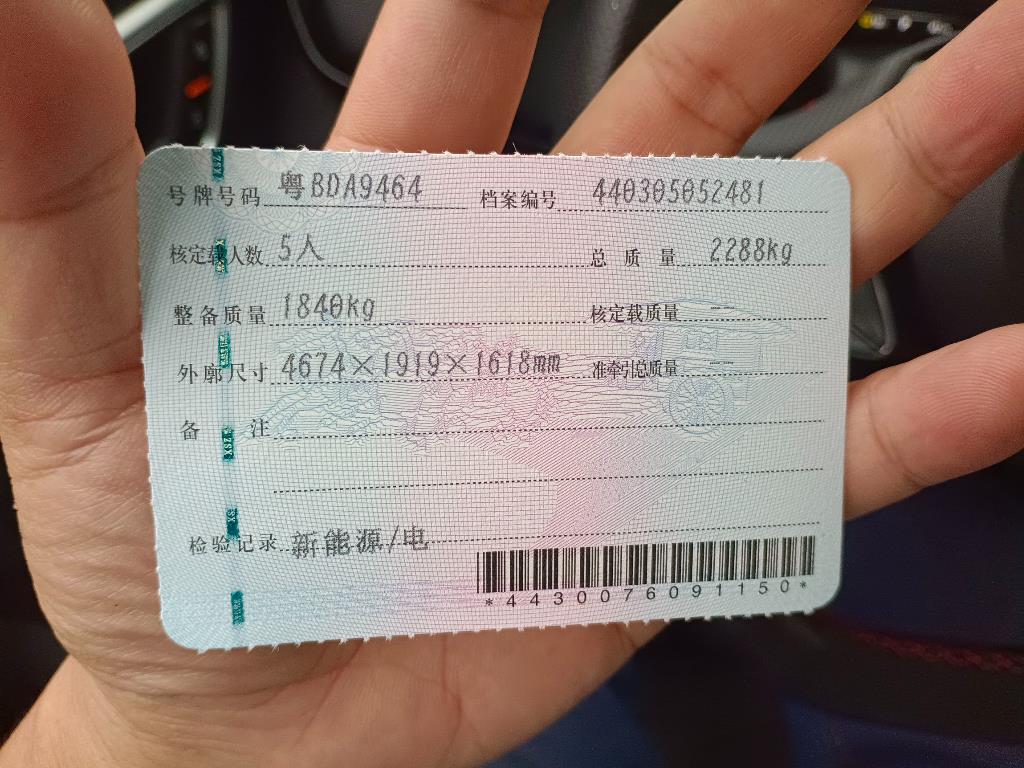 号牌号码 粤BDA9464 档案编号 440305052481
核定载人数 5人 总质量 2288kg
整备质量 1840kg 核定载质量 --
外廓尺寸 4674×1919×1618mm 准牵引总质量 --
备注
检验记录 新能源/电
*4430076091150*